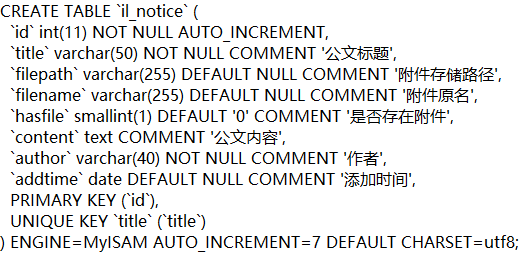 CREATE TABLE `il_notice` (
`id` int(11) NOT NULL AUTO_INCREMENT,
`title` varchar(50) NOT NULL COMMENT '公文标题',
`filepath` varchar(255) DEFAULT NULL COMMENT '附件存储路径',
`filename` varchar(255) DEFAULT NULL COMMENT '附件原名',
`hasfile` smallint(1) DEFAULT '0' COMMENT '是否存在附件',
`content` text COMMENT '公文内容',
`author` varchar(40) NOT NULL COMMENT '作者',
`addtime` date DEFAULT NULL COMMENT '添加时间',
PRIMARY KEY (`id`),
UNIQUE KEY `title` (`title`)
) ENGINE=MyISAM AUTO_INCREMENT=7 DEFAULT CHARSET=utf8;